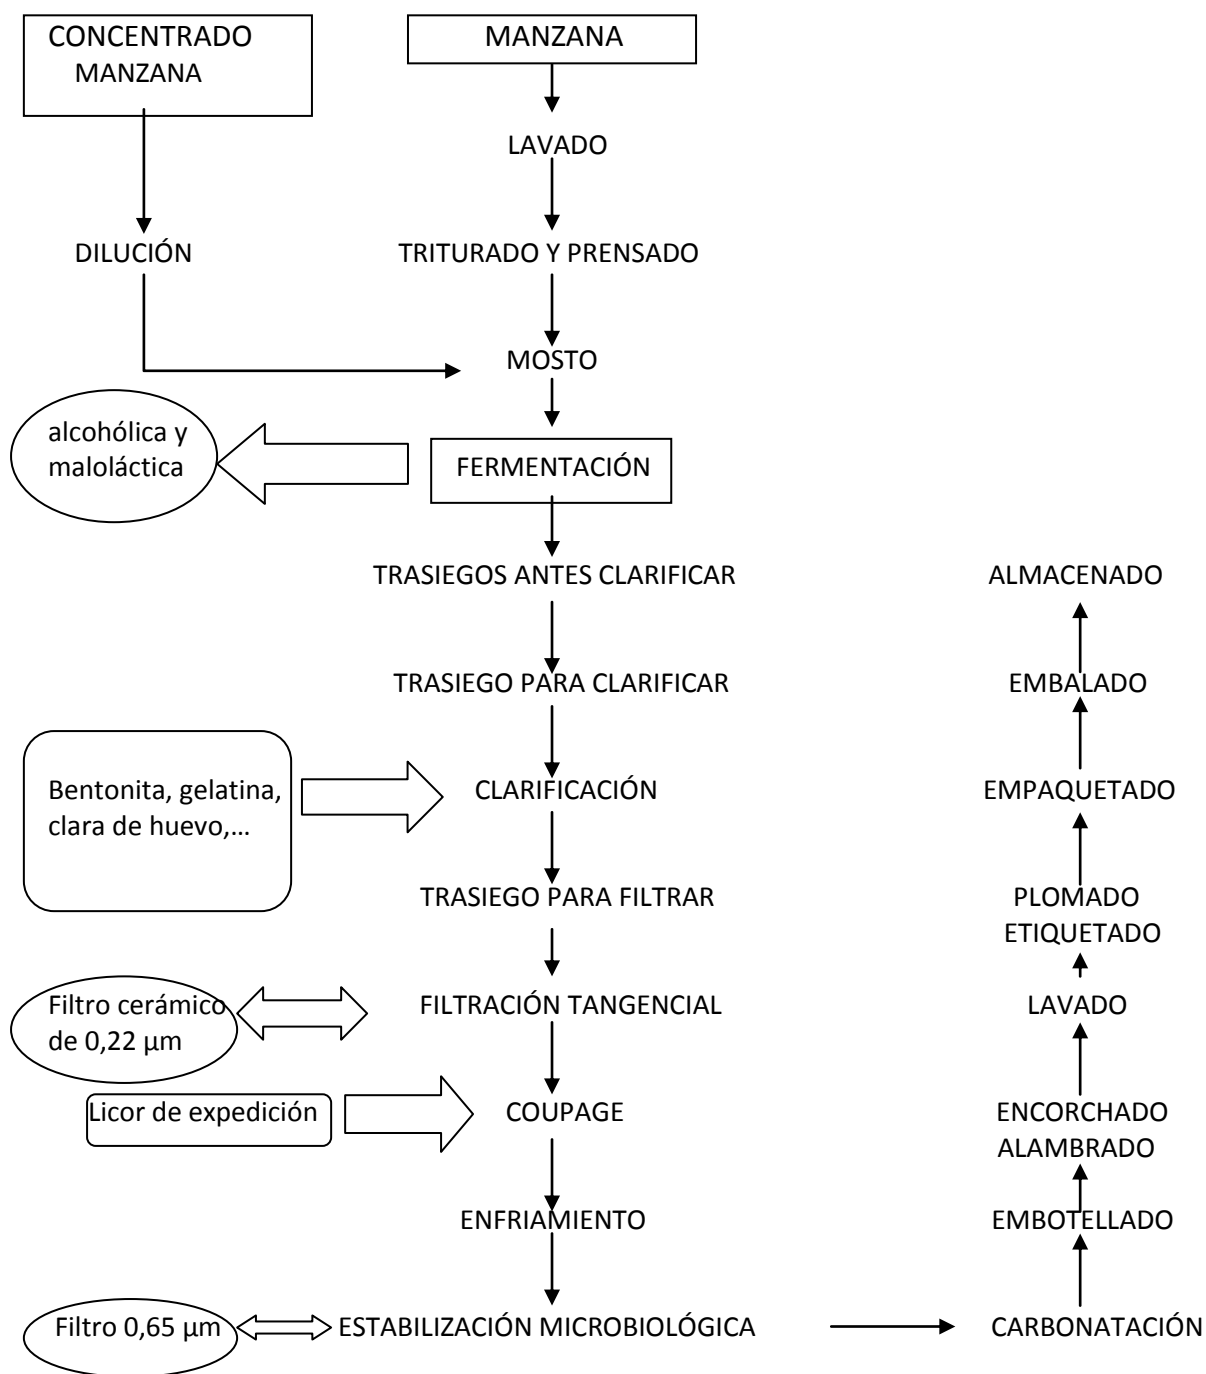 CONCENTRADO
MANZANA
MANZANA
LAVADO
DILUCIÓN
TRITURADO Y PRENSADO
MOSTO
alcohólica y
maloláctica
FERMENTACIÓN
TRASIEGOS ANTES CLARIFICAR
TRASIEGO PARA CLARIFICAR
Bentonita, gelatina,
clara de huevo,...
CLARIFICACIÓN
TRASIEGO PARA FILTRAR
Filtro cerámico
de 0,22 µm
FILTRACIÓN TANGENCIAL
Licor de expedición
COUPAGE
ENFRIAMIENTO
Filtro 0,65 µm
ESTABILIZACIÓN MICROBIOLÓGICA
CARBONATACIÓN
EMBOTELLADO
ENCORCHADO
ALAMBRADO
LAVADO
PLOMADO
ETIQUETADO
EMPAQUETADO
EMBALADO
ALMACENADO